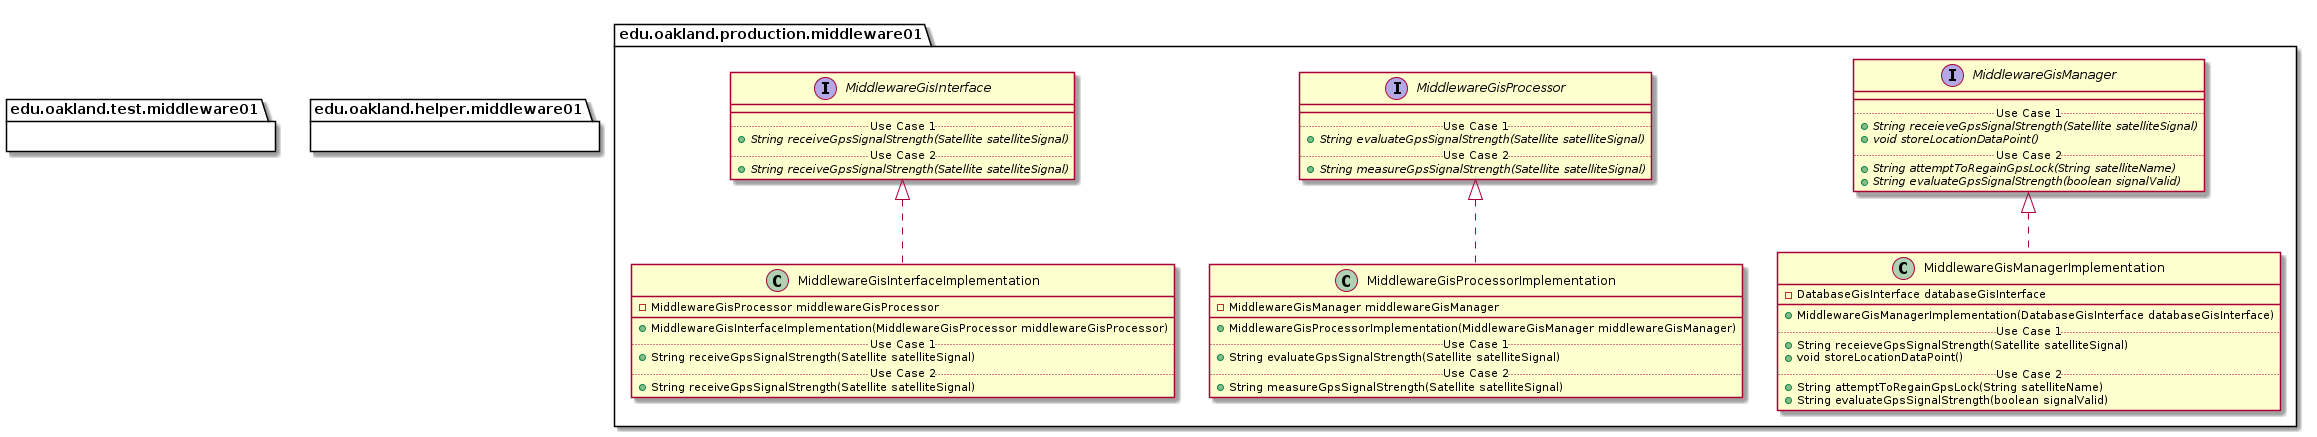 edu.oakland.test.middleware01
edu.oakland.helper.middleware01
edu.oakland.production.middleware01
I MiddlewareGisInterface
Use Case 1
String receiveGpsSignalStrength(Satellite satelliteSignal)
Use Case 2
String receiveGpsSignalStrength(Satellite satelliteSignal)
I MiddlewareGisProcessor
Use Case 1
String evaluateGpsSignalStrength(Satellite satelliteSignal)
Use Case 2
String measureGpsSignalStrength(Satellite satelliteSignal)
I MiddlewareGisManager
Use Case 1
String receieveGpsSignalStrength(Satellite satelliteSignal)
void storeLocationDataPoint()
Use Case 2
String attemptToRegainGpsLock(String satelliteName)
String evaluateGpsSignalStrength(boolean signalValid)
C MiddlewareGisInterfaceImplementation
MiddlewareGisProcessor middlewareGisProcessor
MiddlewareGisInterfaceImplementation(MiddlewareGisProcessor middlewareGisProcessor)
Use Case 1
String receiveGpsSignalStrength(Satellite satelliteSignal)
Use Case 2
String receiveGpsSignalStrength(Satellite satelliteSignal)
C MiddlewareGisProcessorImplementation
MiddlewareGisManager middlewareGisManager
MiddlewareGisProcessorImplementation(MiddlewareGisManager middlewareGisManager)
Use Case 1
String evaluateGpsSignalStrength(Satellite satelliteSignal)
Use Case 2
String measureGpsSignalStrength(Satellite satelliteSignal)
C MiddlewareGisManagerImplementation
DatabaseGisInterface databaseGisInterface
MiddlewareGisManagerImplementation(DatabaseGisInterface databaseGisInterface)
Use Case 1
String receieveGpsSignalStrength(Satellite satelliteSignal)
void storeLocationDataPoint()
Use Case 2
String attemptToRegainGpsLock(String satelliteName)
String evaluateGpsSignalStrength(boolean signalValid)